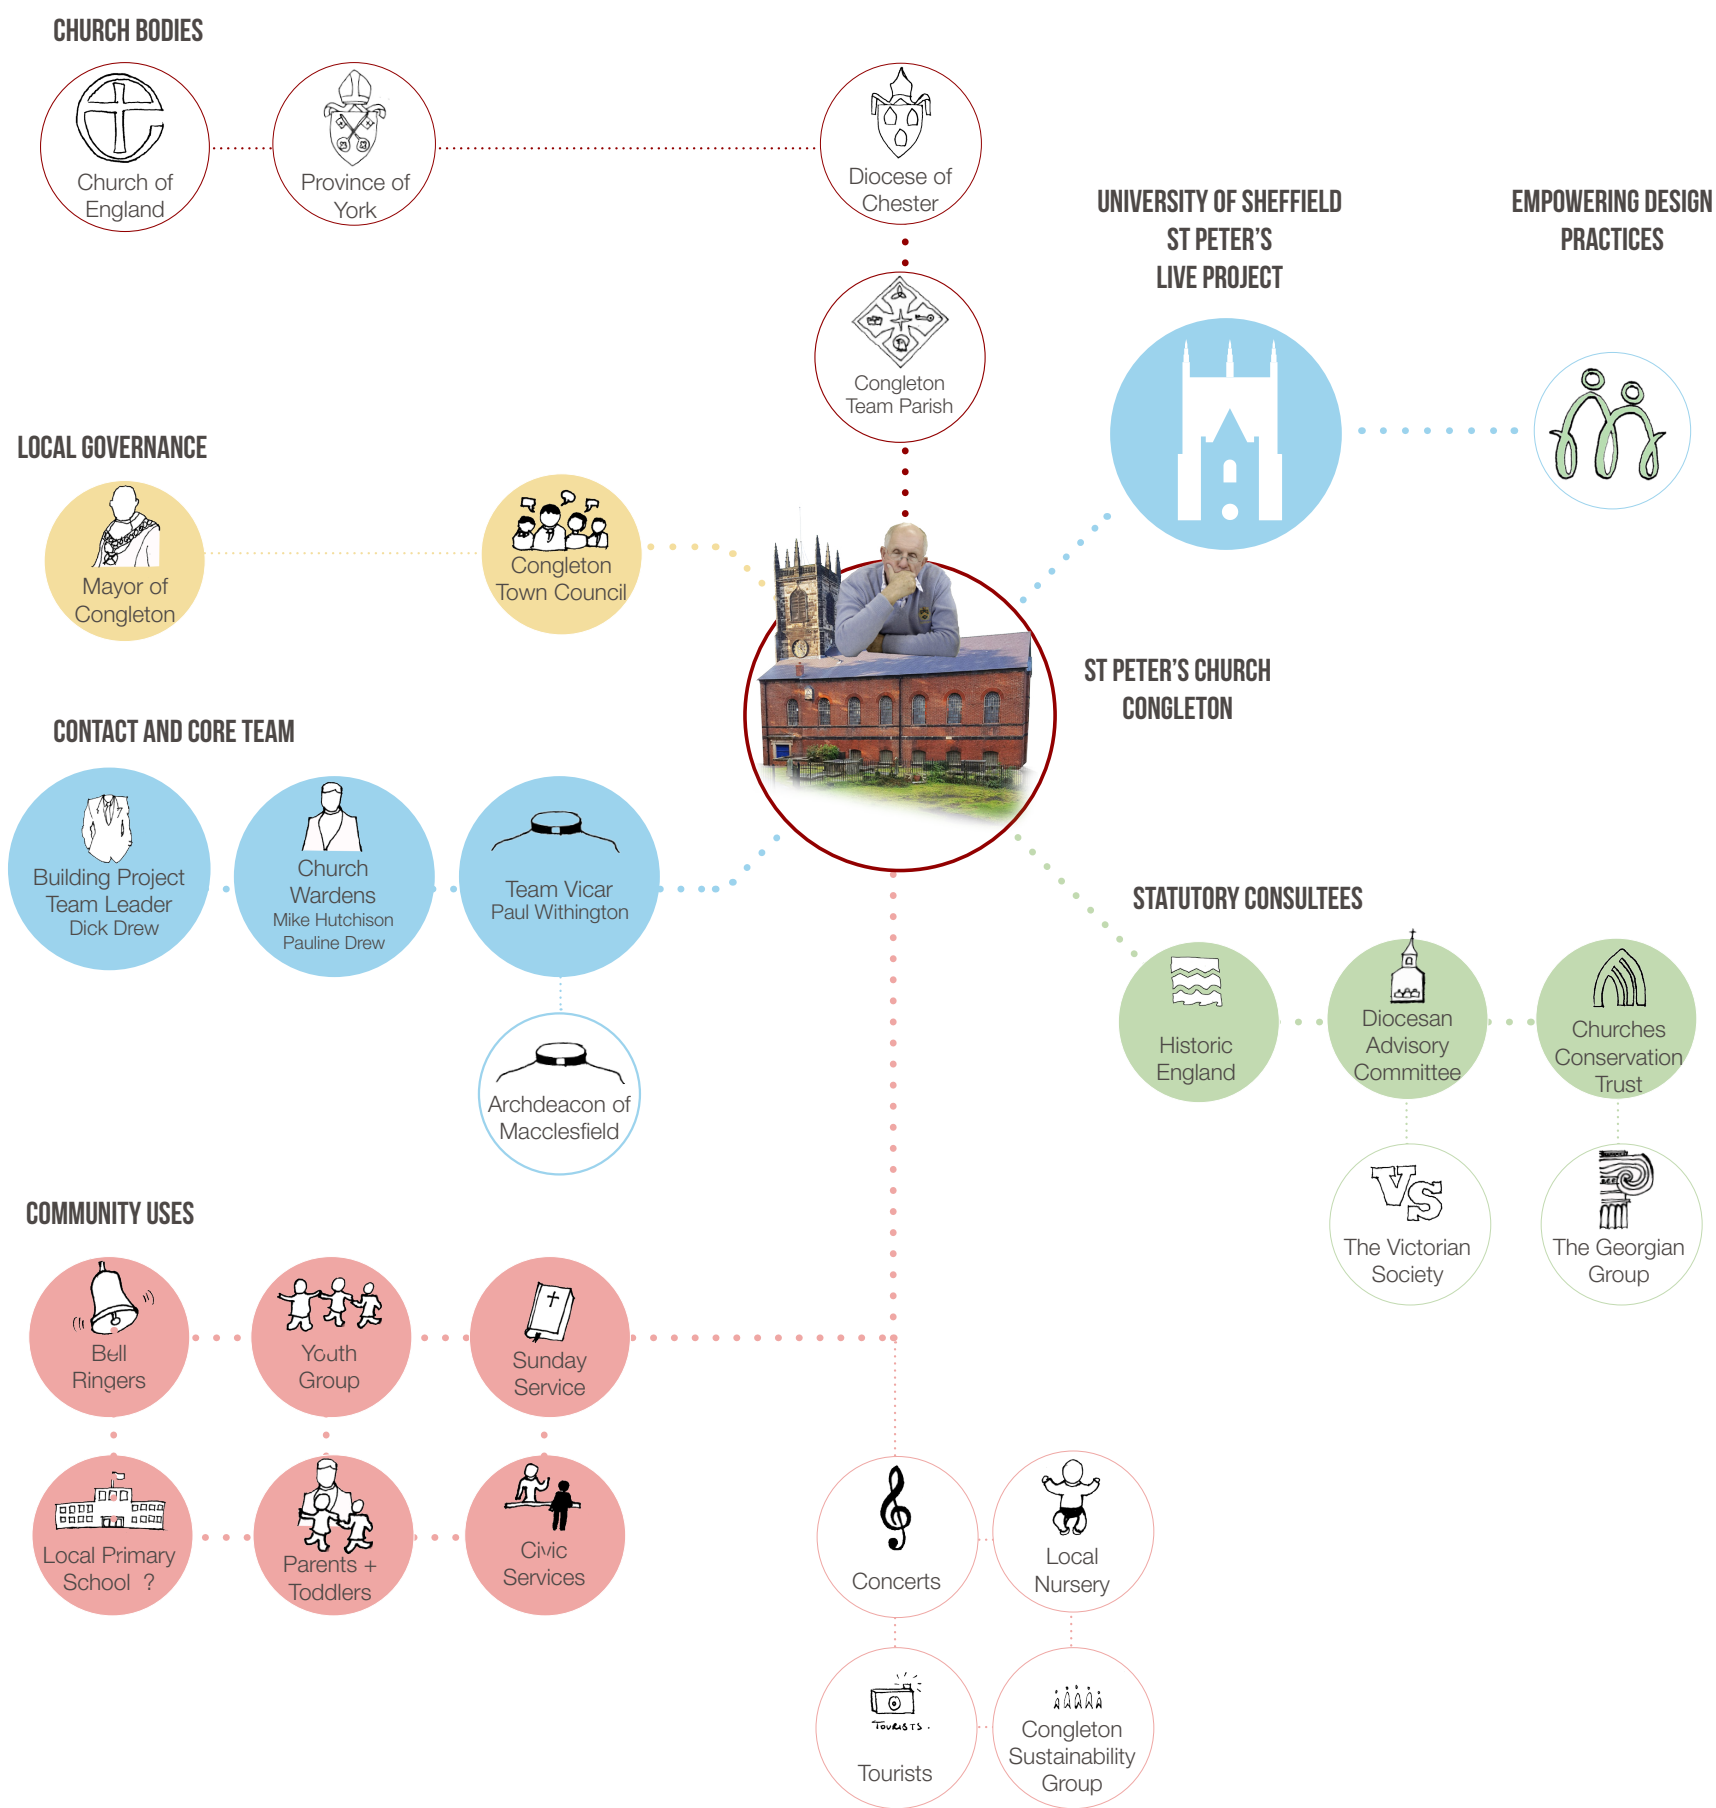 CHURCH BODIES
Church of
England
Province of
York
Diocese of
Chester
Congleton
Team Parish
UNIVERSITY OF SHEFFIELD
ST PETER'S
LIVE PROJECT
EMPOWERING DESIGN
PRACTICES
LOCAL GOVERNANCE
Mayor of
Congleton
Congleton
Town Council
ST PETER'S CHURCH
CONGLETON
CONTACT AND CORE TEAM
Building Project
Team Leader
Dick Drew
Church
Wardens
Mike Hutchison
Pauline Drew
Team Vicar
Paul Withington
Archdeacon of
Macclesfield
STATUTORY CONSULTEES
Historic
England
Diocesan
Advisory
Committee
Churches
Conservation
Trust
VS
The Victorian
Society
The Georgian
Group
COMMUNITY USES
Bell
Ringers
Youth
Group
Sunday
Service
Local Primary
School ?
Parents +
Toddlers
Civic
Services
Concerts
Local
Nursery
TOURISTS.
Tourists
Congleton
Sustainability
Group